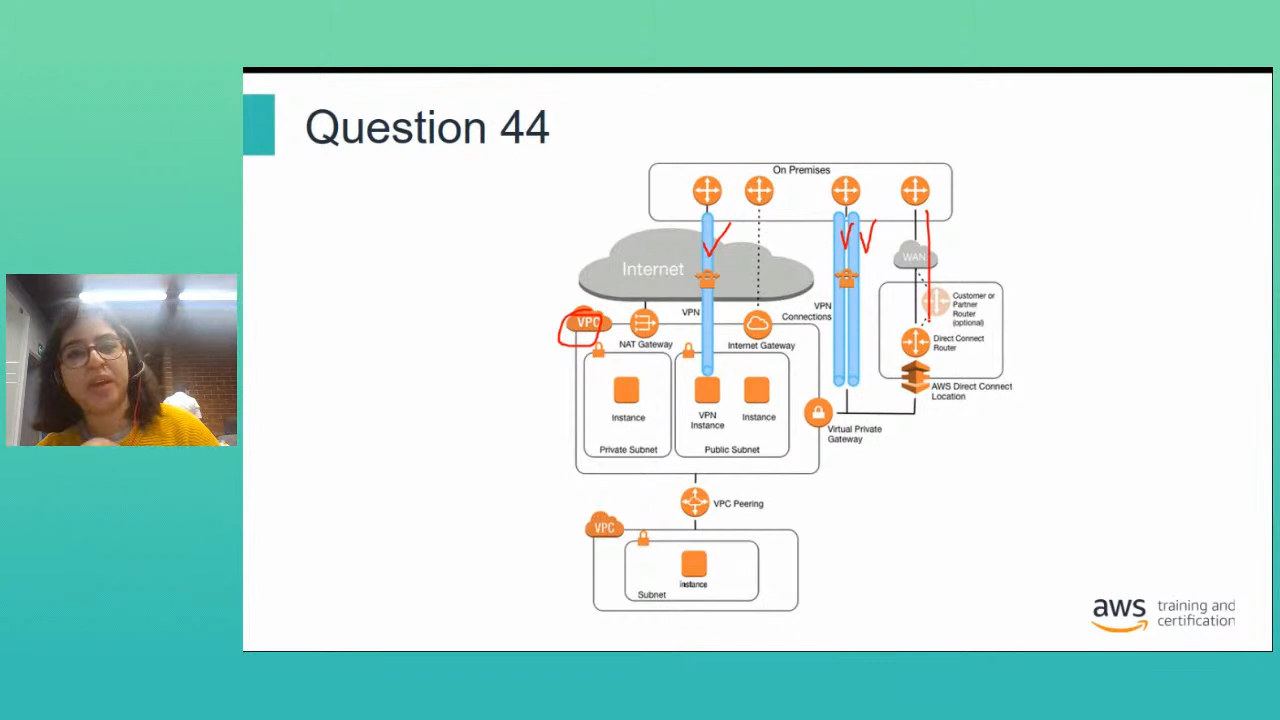 Question 44
On Premises
Internet
WAN
VPN
VPN
Connections
Customer or
Partner
Router
(optional)
VPC
NAT Gateway
Internet Gateway
Direct Connect
Router
AWS Direct Connect
Location
Instance
VPN
Instance
Instance
Private Subnet
Public Subnet
Virtual Private
Gateway
VPC Peering
VPC
instance
Subnet
aws training and
certification